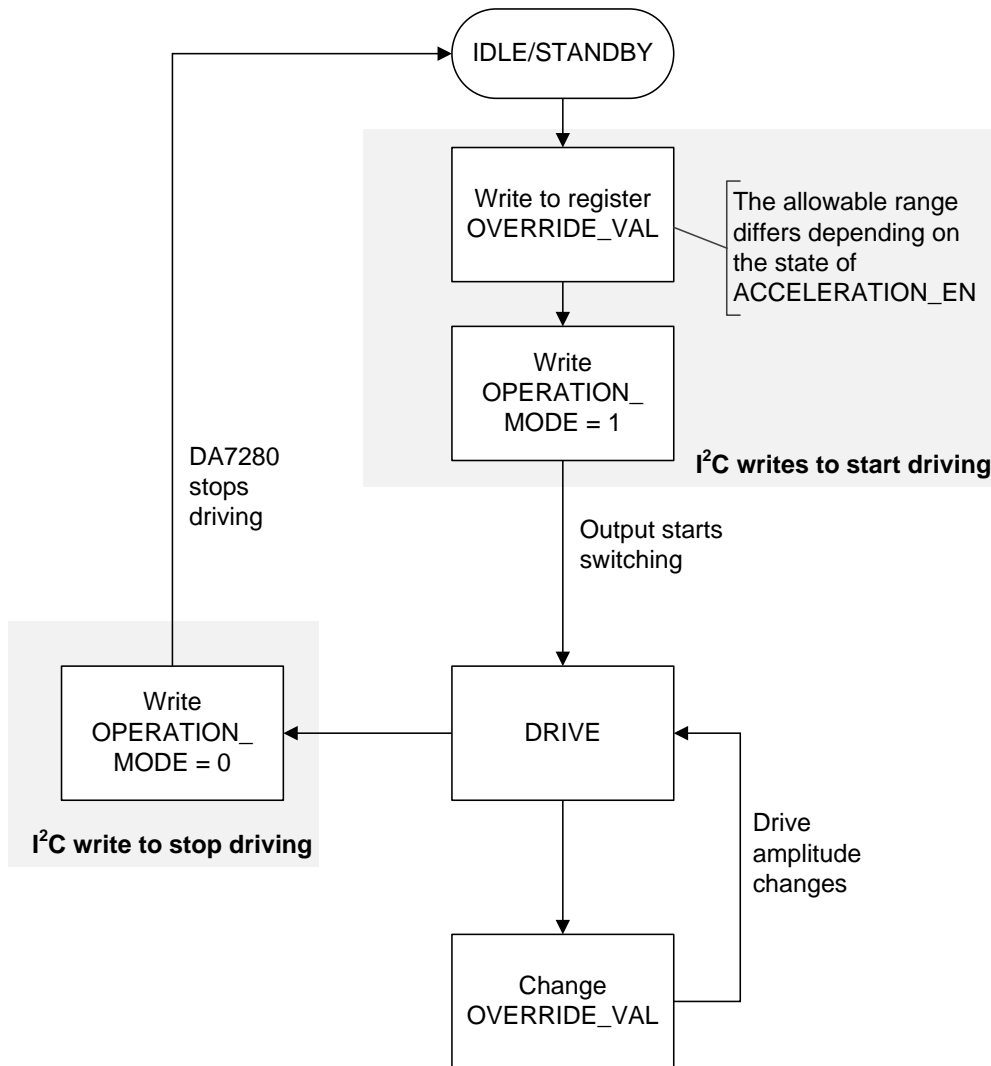 IDLE/STANDBY
Write to register
OVERRIDE_VAL
The allowable range
differs depending on
the state of
ACCELERATION_EN
Write
OPERATION_
MODE = 1
I²C writes to start driving
DA7280
stops
driving
Output starts
switching
Write
OPERATION_
MODE = 0
I²C write to stop driving
DRIVE
Drive
amplitude
changes
Change
OVERRIDE_VAL